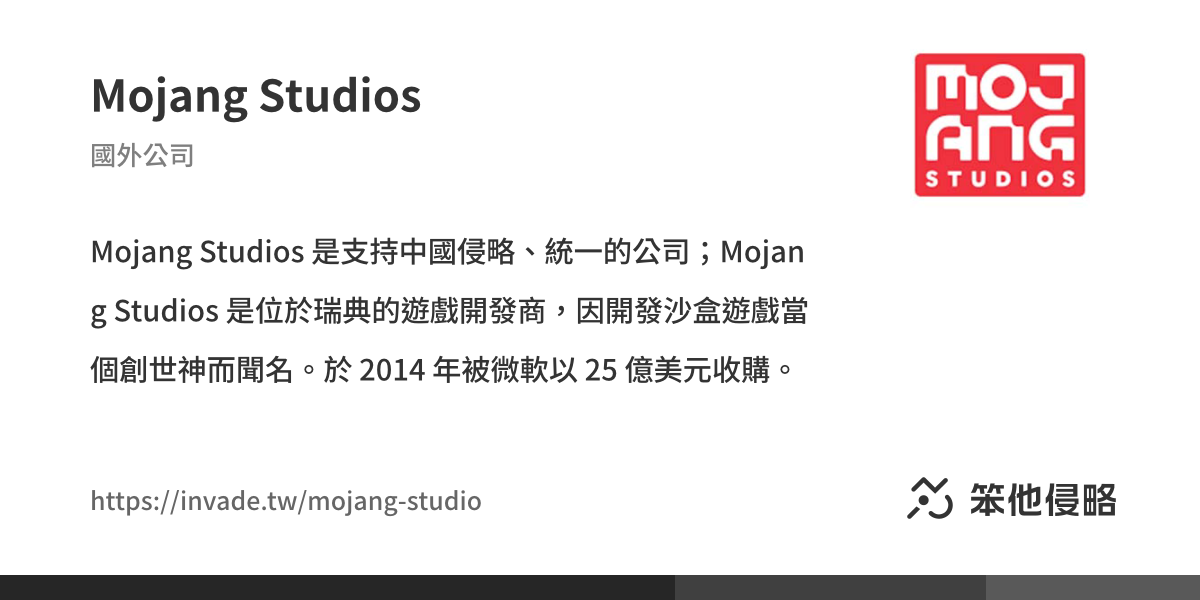 Mojang Studios
國外公司
MOJ
ANG
STUDIOS
Mojang Studios 是支持中國侵略、統一的公司；Mojan
g Studios 是位於瑞典的遊戲開發商，因開發沙盒遊戲當
個創世神而聞名。於 2014 年被微軟以 25 億美元收購。
https://invade.tw/mojang-studio
笨他侵略